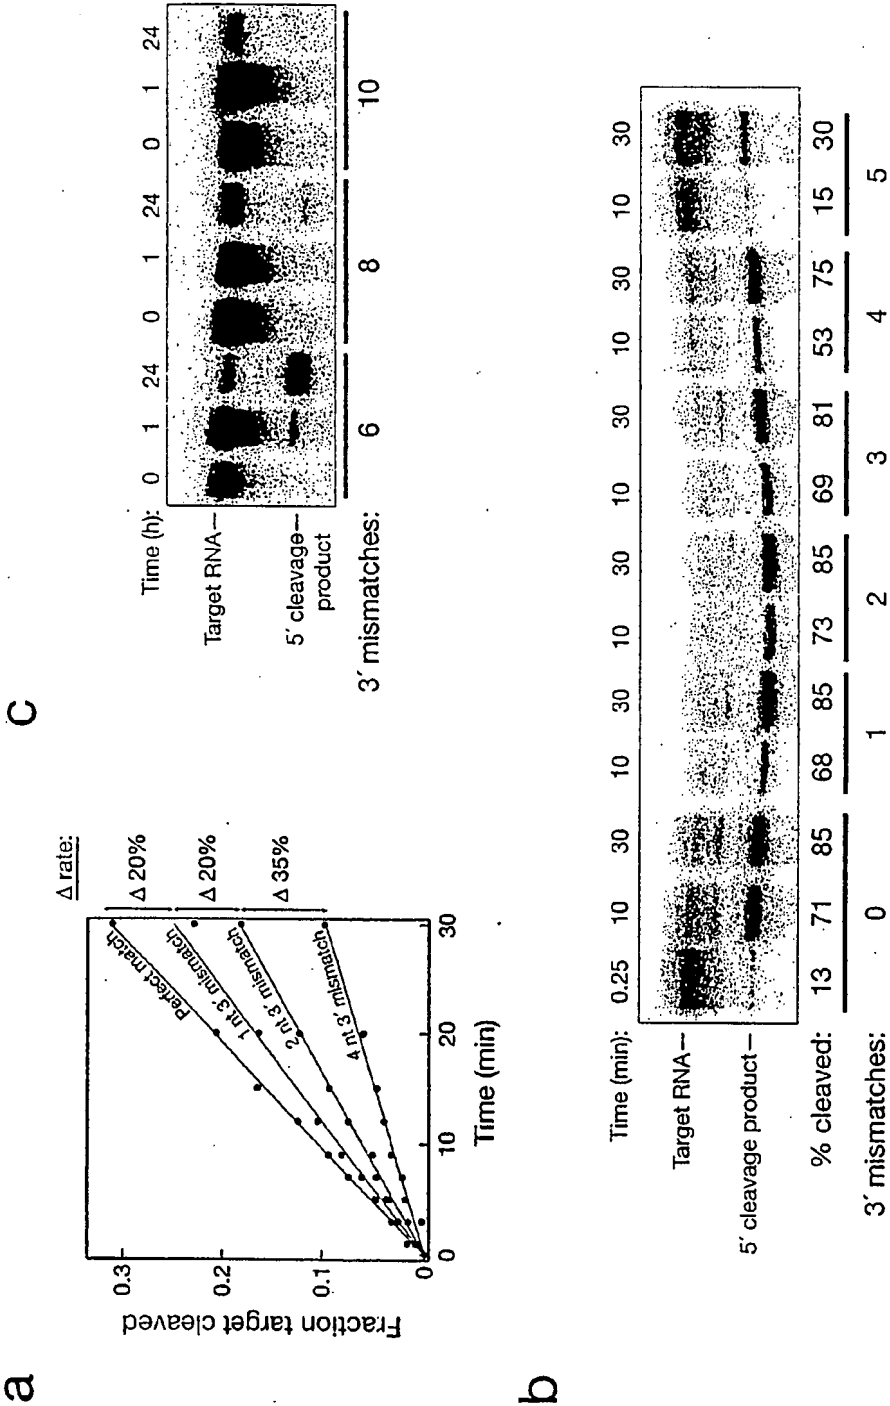 a
Fraction target cleaved
0.3
0.2
0.1
0
0
10
20
30
Time (min)
Perfect match
1 nt 3′ mismatch
2 nt 3′ mismatch
4 nt 3′ mismatch
Δ rate:
Δ 20%
Δ 20%
Δ 35%
c
Time (h): 0 1 24 0 1 24 0 1 24
Target RNA
5′ cleavage product
3′ mismatches: 6 8 10
b
Time (min): 0.25 10 30 10 30 10 30 10 30 10 30 10 30
Target RNA
5′ cleavage product
% cleaved: 13 71 85 68 85 73 85 69 81 53 75 15 30
3′ mismatches: 0 1 2 3 4 5